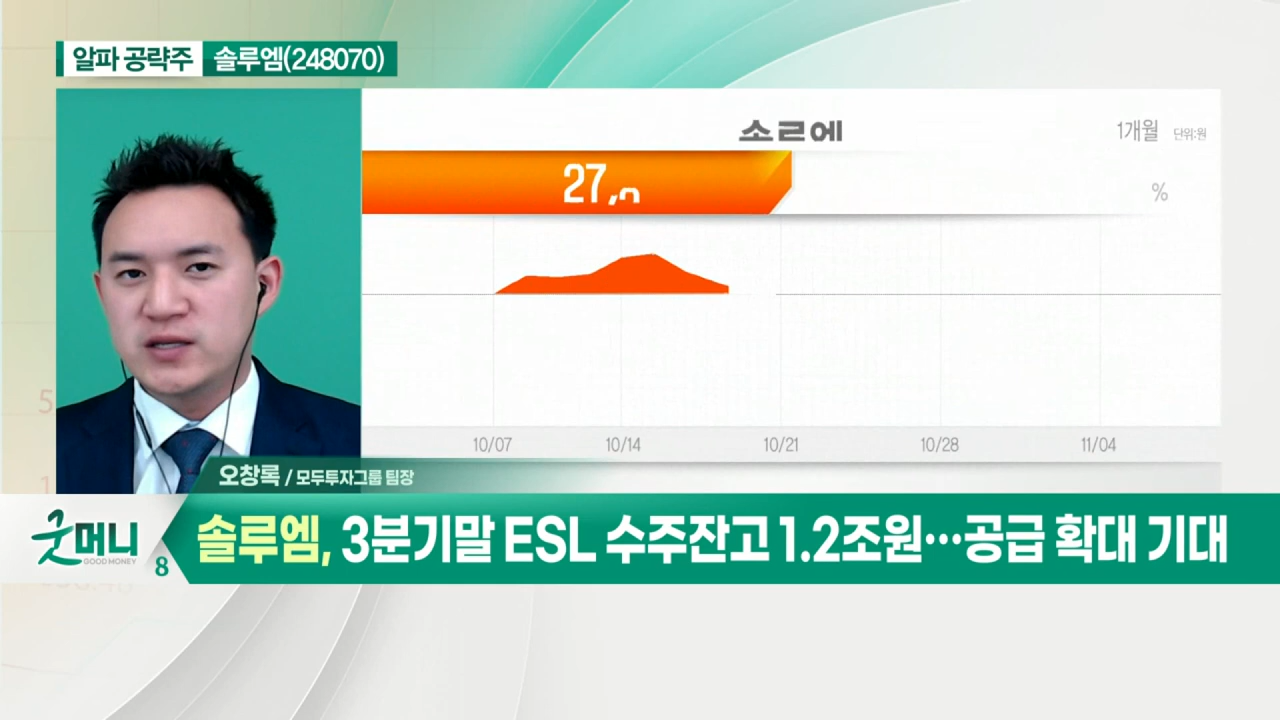 알파 공략주 솔루엠(248070)
1개월 단위:원
27,
%
10/07 10/14 10/21 10/28 11/04
오창록 / 모두투자그룹 팀장
굿머니
GOOD MONEY
8
솔루엠, 3분기말 ESL 수주잔고 1.2조원…공급 확대 기대